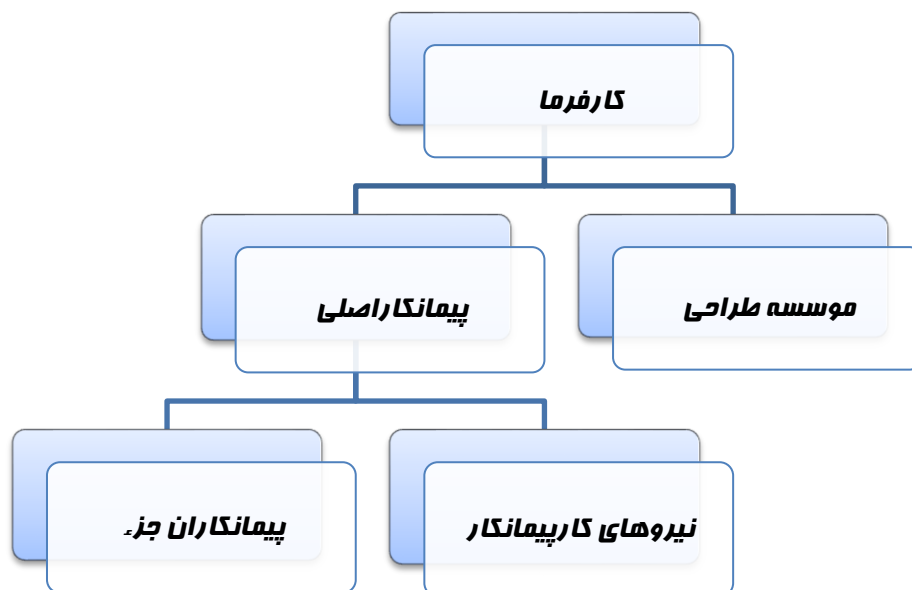 کارفرما
موسسه طراحی
پیمانکاراصلی
نیروهای کارپیمانکار
پیمانکاران جزء